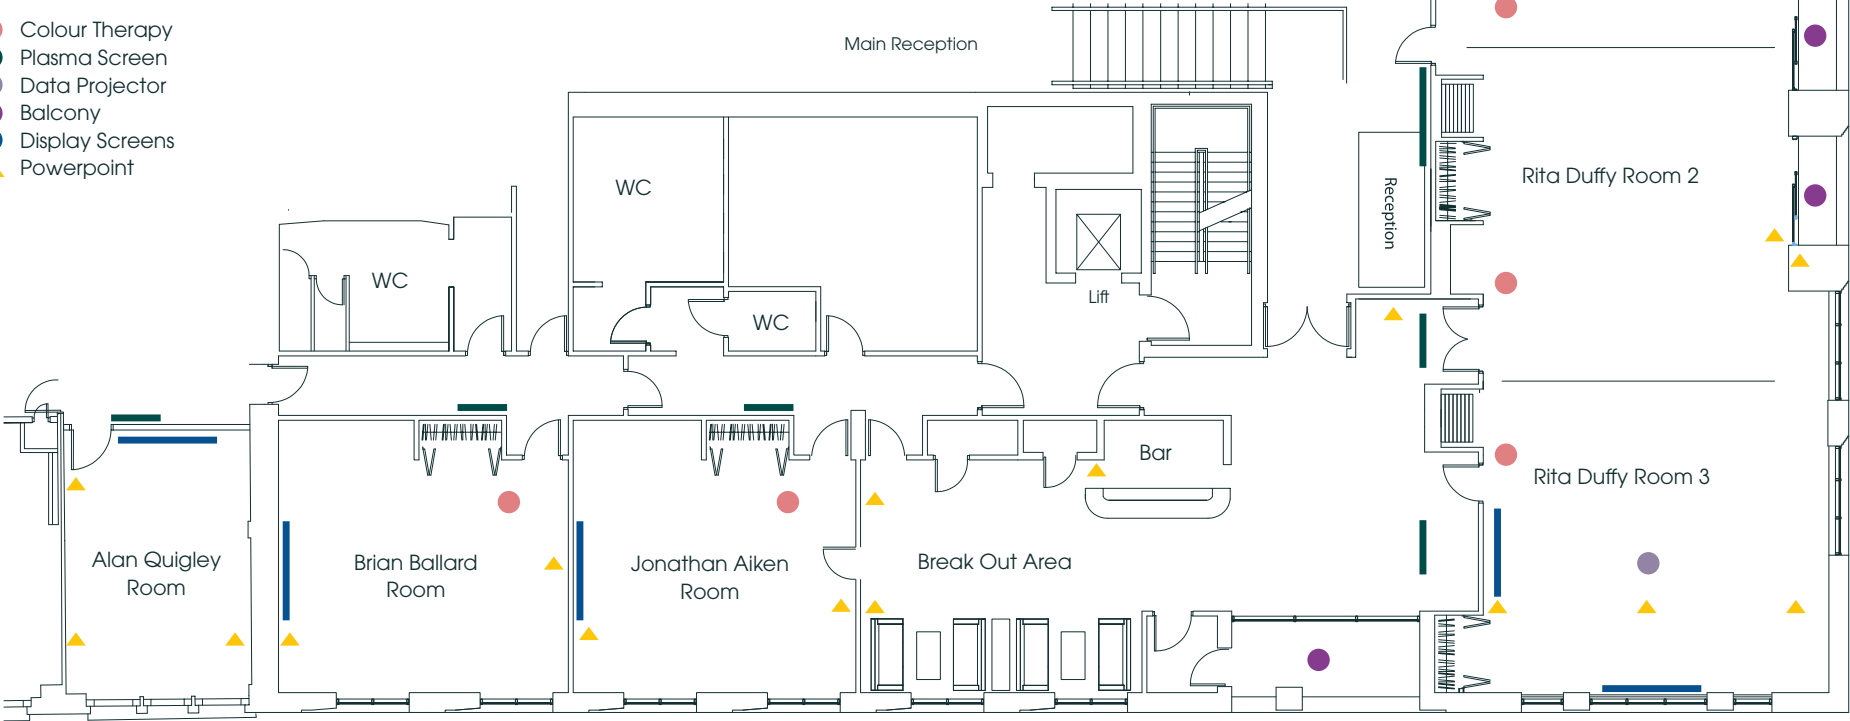 Colour Therapy
Plasma Screen
Data Projector
Balcony
Display Screens
Powerpoint
Main Reception
WC
WC
WC
Lift
Reception
Rita Duffy Room 2
Rita Duffy Room 3
Bar
Alan Quigley
Room
Brian Ballard
Room
Jonathan Aiken
Room
Break Out Area